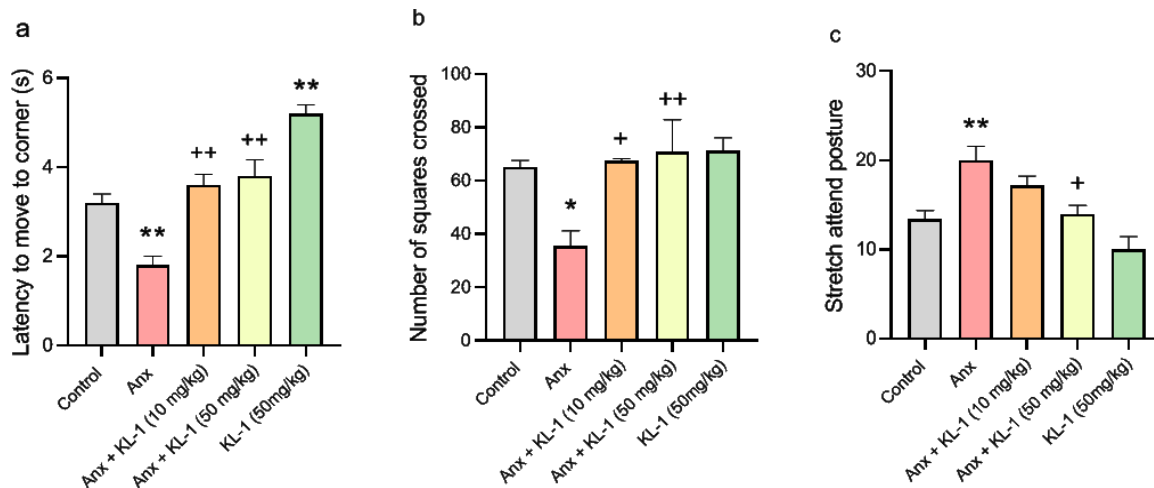 a
Latency to move to corner (s)
6
4
2
0
**
++
++
**
Control
Anx
Anx + KL-1 (10 mg/kg)
Anx + KL-1 (50 mg/kg)
KL-1 (50mg/kg)
b
Number of squares crossed
100
80
60
40
20
0
*
+
++
Control
Anx
Anx + KL-1 (10 mg/kg)
Anx + KL-1 (50 mg/kg)
KL-1 (50mg/kg)
c
Stretch attend posture
30
20
10
0
**
+
Control
Anx
Anx + KL-1 (10 mg/kg)
Anx + KL-1 (50 mg/kg)
KL-1 (50mg/kg)